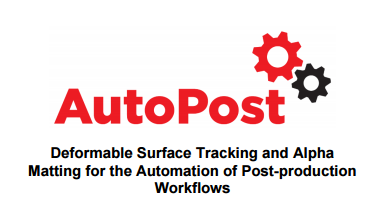 AutoPost
Deformable Surface Tracking and Alpha
Matting for the Automation of Post-production
Workflows